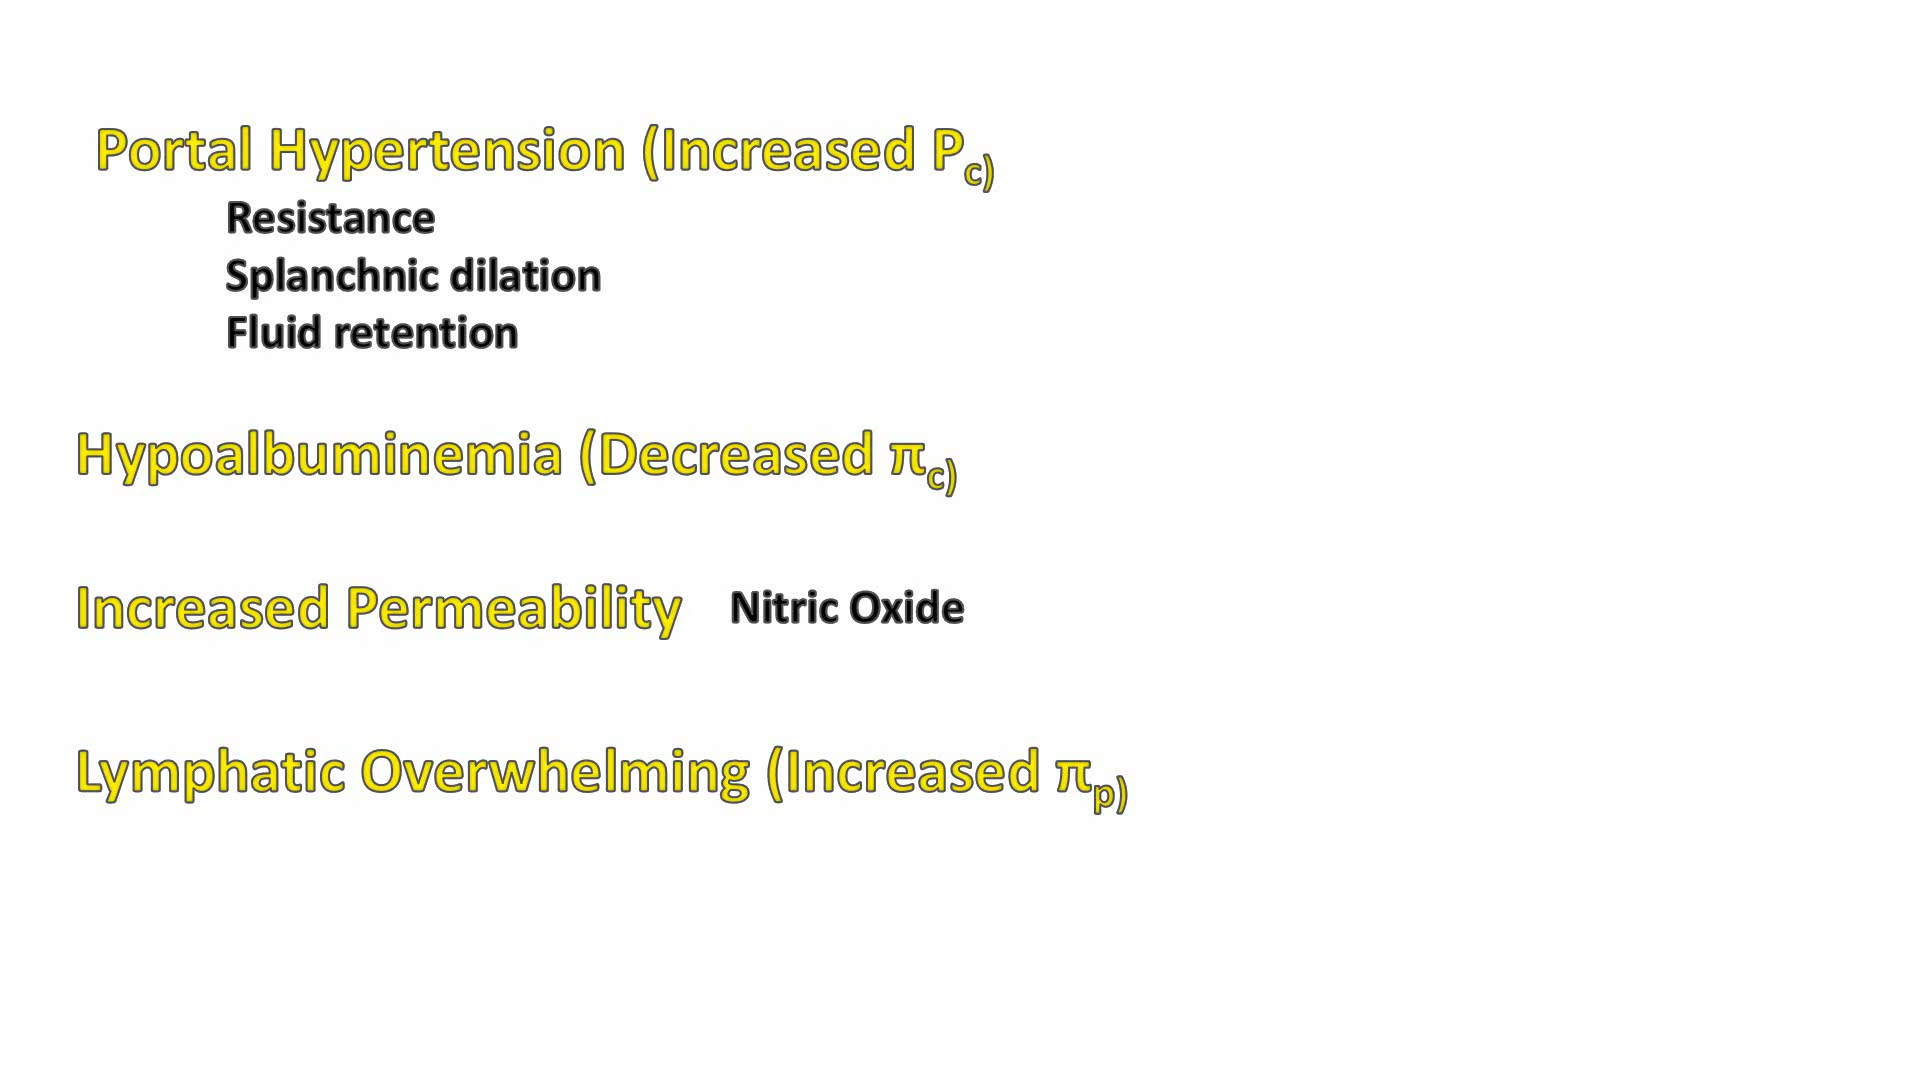 Portal Hypertension (Increased Pc)
Resistance
Splanchnic dilation
Fluid retention
Hypoalbuminemia (Decreased πc)
Increased Permeability Nitric Oxide
Lymphatic Overwhelming (Increased πp)